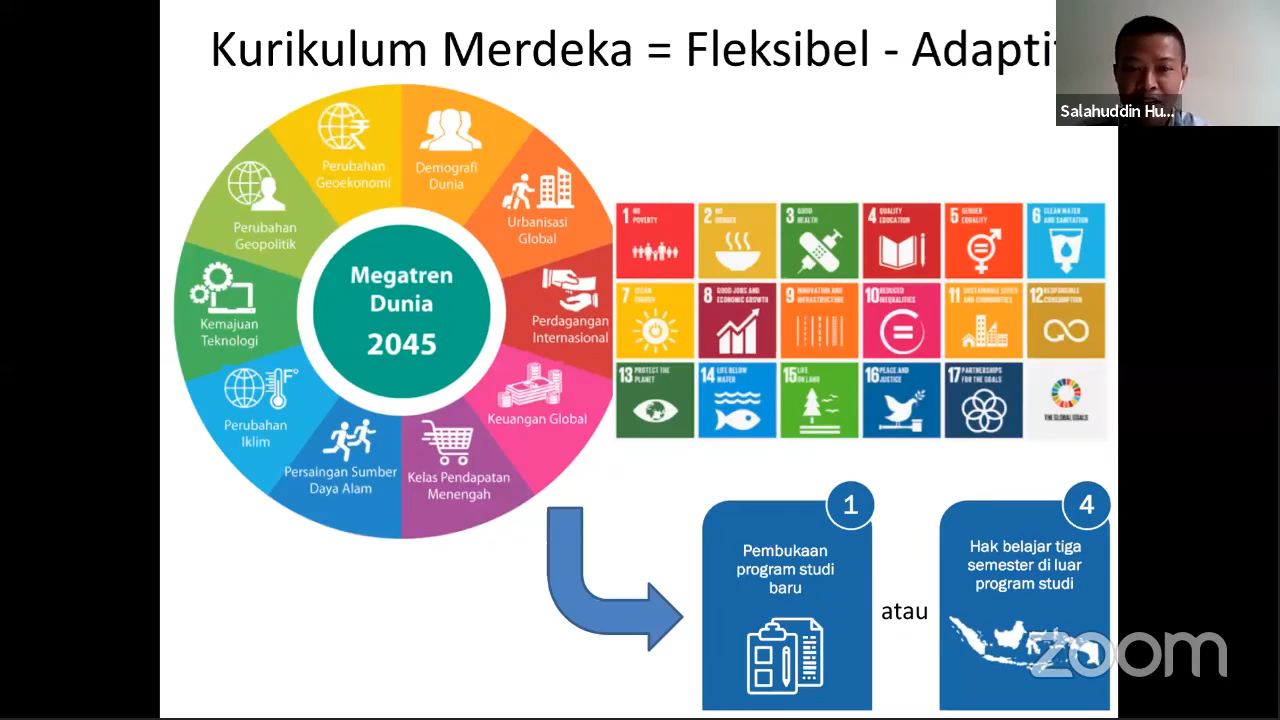 Kurikulum Merdeka = Fleksibel - Adapti
Salahuddin Hu...
Perubahan
Geoekonomi
Demografi
Dunia
Urbanisasi
Global
Perdagangan
Internasional
Keuangan Global
Kelas Pendapatan
Menengah
Persaingan Sumber
Daya Alam
Perubahan
Iklim
Kemajuan
Teknologi
Perubahan
Geopolitik
Megatren
Dunia
2045
1 NO
POVERTY
2 NO
HUNGER
3 GOOD
HEALTH
4 QUALITY
EDUCATION
5 GENDER
EQUALITY
6 CLEAN WATER
AND SANITATION
7 CLEAN
ENERGY
8 GOOD JOBS AND
ECONOMIC GROWTH
9 INNOVATION AND
INFRASTRUCTURE
10 REDUCED
INEQUALITIES
11 SUSTAINABLE CITIES
AND COMMUNITIES
12 RESPONSIBLE
CONSUMPTION
13 PROTECT THE
PLANET
14 LIFE BELOW
WATER
15 LIFE
ON LAND
16 PEACE AND
JUSTICE
17 PARTNERSHIPS
FOR THE GOALS
THE GLOBAL GOALS
1
Pembukaan
program studi
baru
atau
4
Hak belajar tiga
semester di luar
program studi
zoom